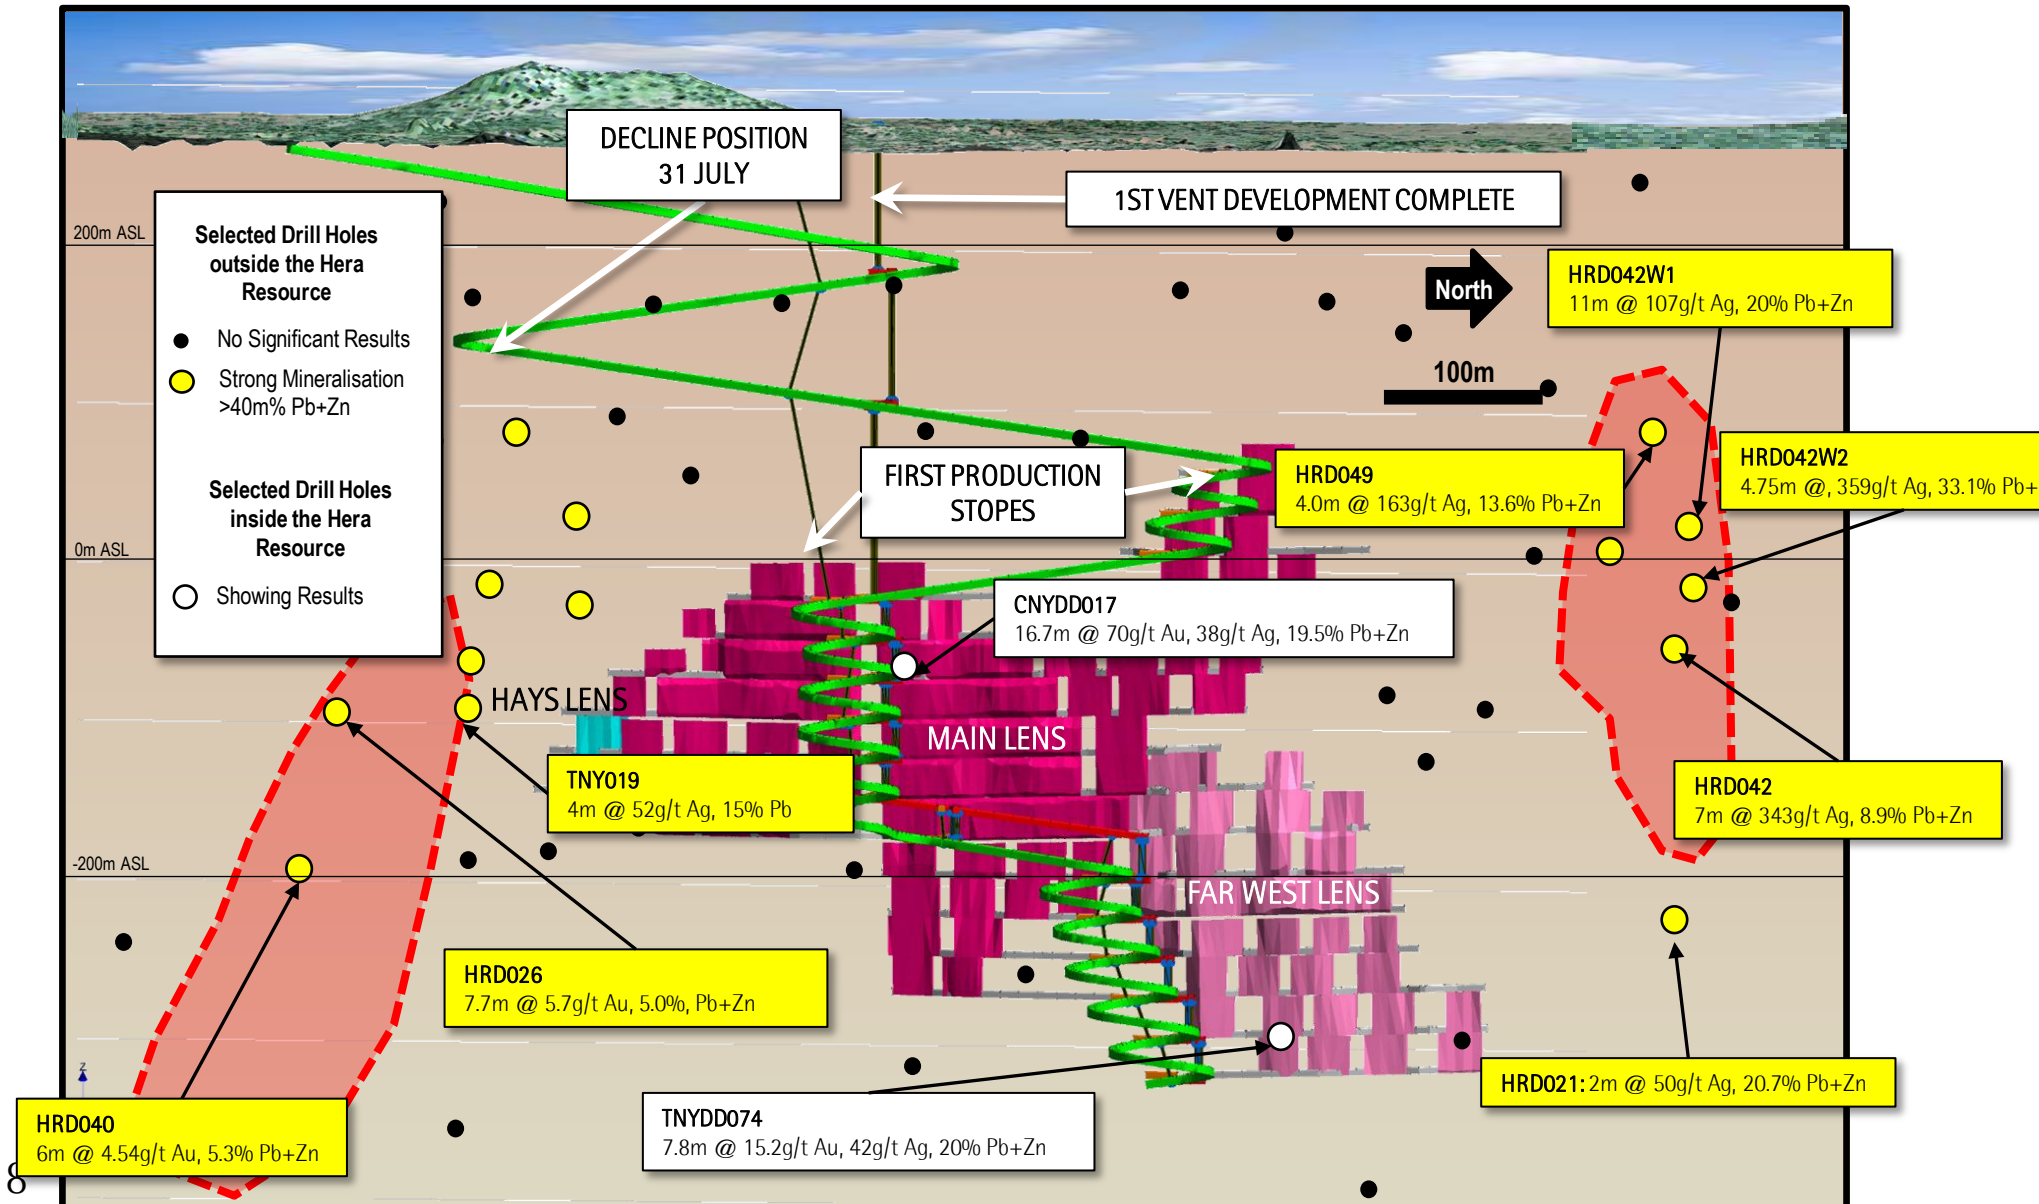 DECLINE POSITION
31 JULY
1ST VENT DEVELOPMENT COMPLETE
Selected Drill Holes
outside the Hera
Resource
No Significant Results
Strong Mineralisation
>40m% Pb+Zn
Selected Drill Holes
inside the Hera
Resource
Showing Results
200m ASL
North
100m
HRD042W1
11m @ 107g/t Ag, 20% Pb+Zn
FIRST PRODUCTION
STOPES
HRD049
4.0m @ 163g/t Ag, 13.6% Pb+Zn
HRD042W2
4.75m @, 359g/t Ag, 33.1% Pb+
0m ASL
CNYDD017
16.7m @ 70g/t Au, 38g/t Ag, 19.5% Pb+Zn
HAYS LENS
MAIN LENS
TNY019
4m @ 52g/t Ag, 15% Pb
HRD042
7m @ 343g/t Ag, 8.9% Pb+Zn
-200m ASL
FAR WEST LENS
HRD026
7.7m @ 5.7g/t Au, 5.0%, Pb+Zn
HRD021: 2m @ 50g/t Ag, 20.7% Pb+Zn
Z
HRD040
6m @ 4.54g/t Au, 5.3% Pb+Zn
TNYDD074
7.8m @ 15.2g/t Au, 42g/t Ag, 20% Pb+Zn
8